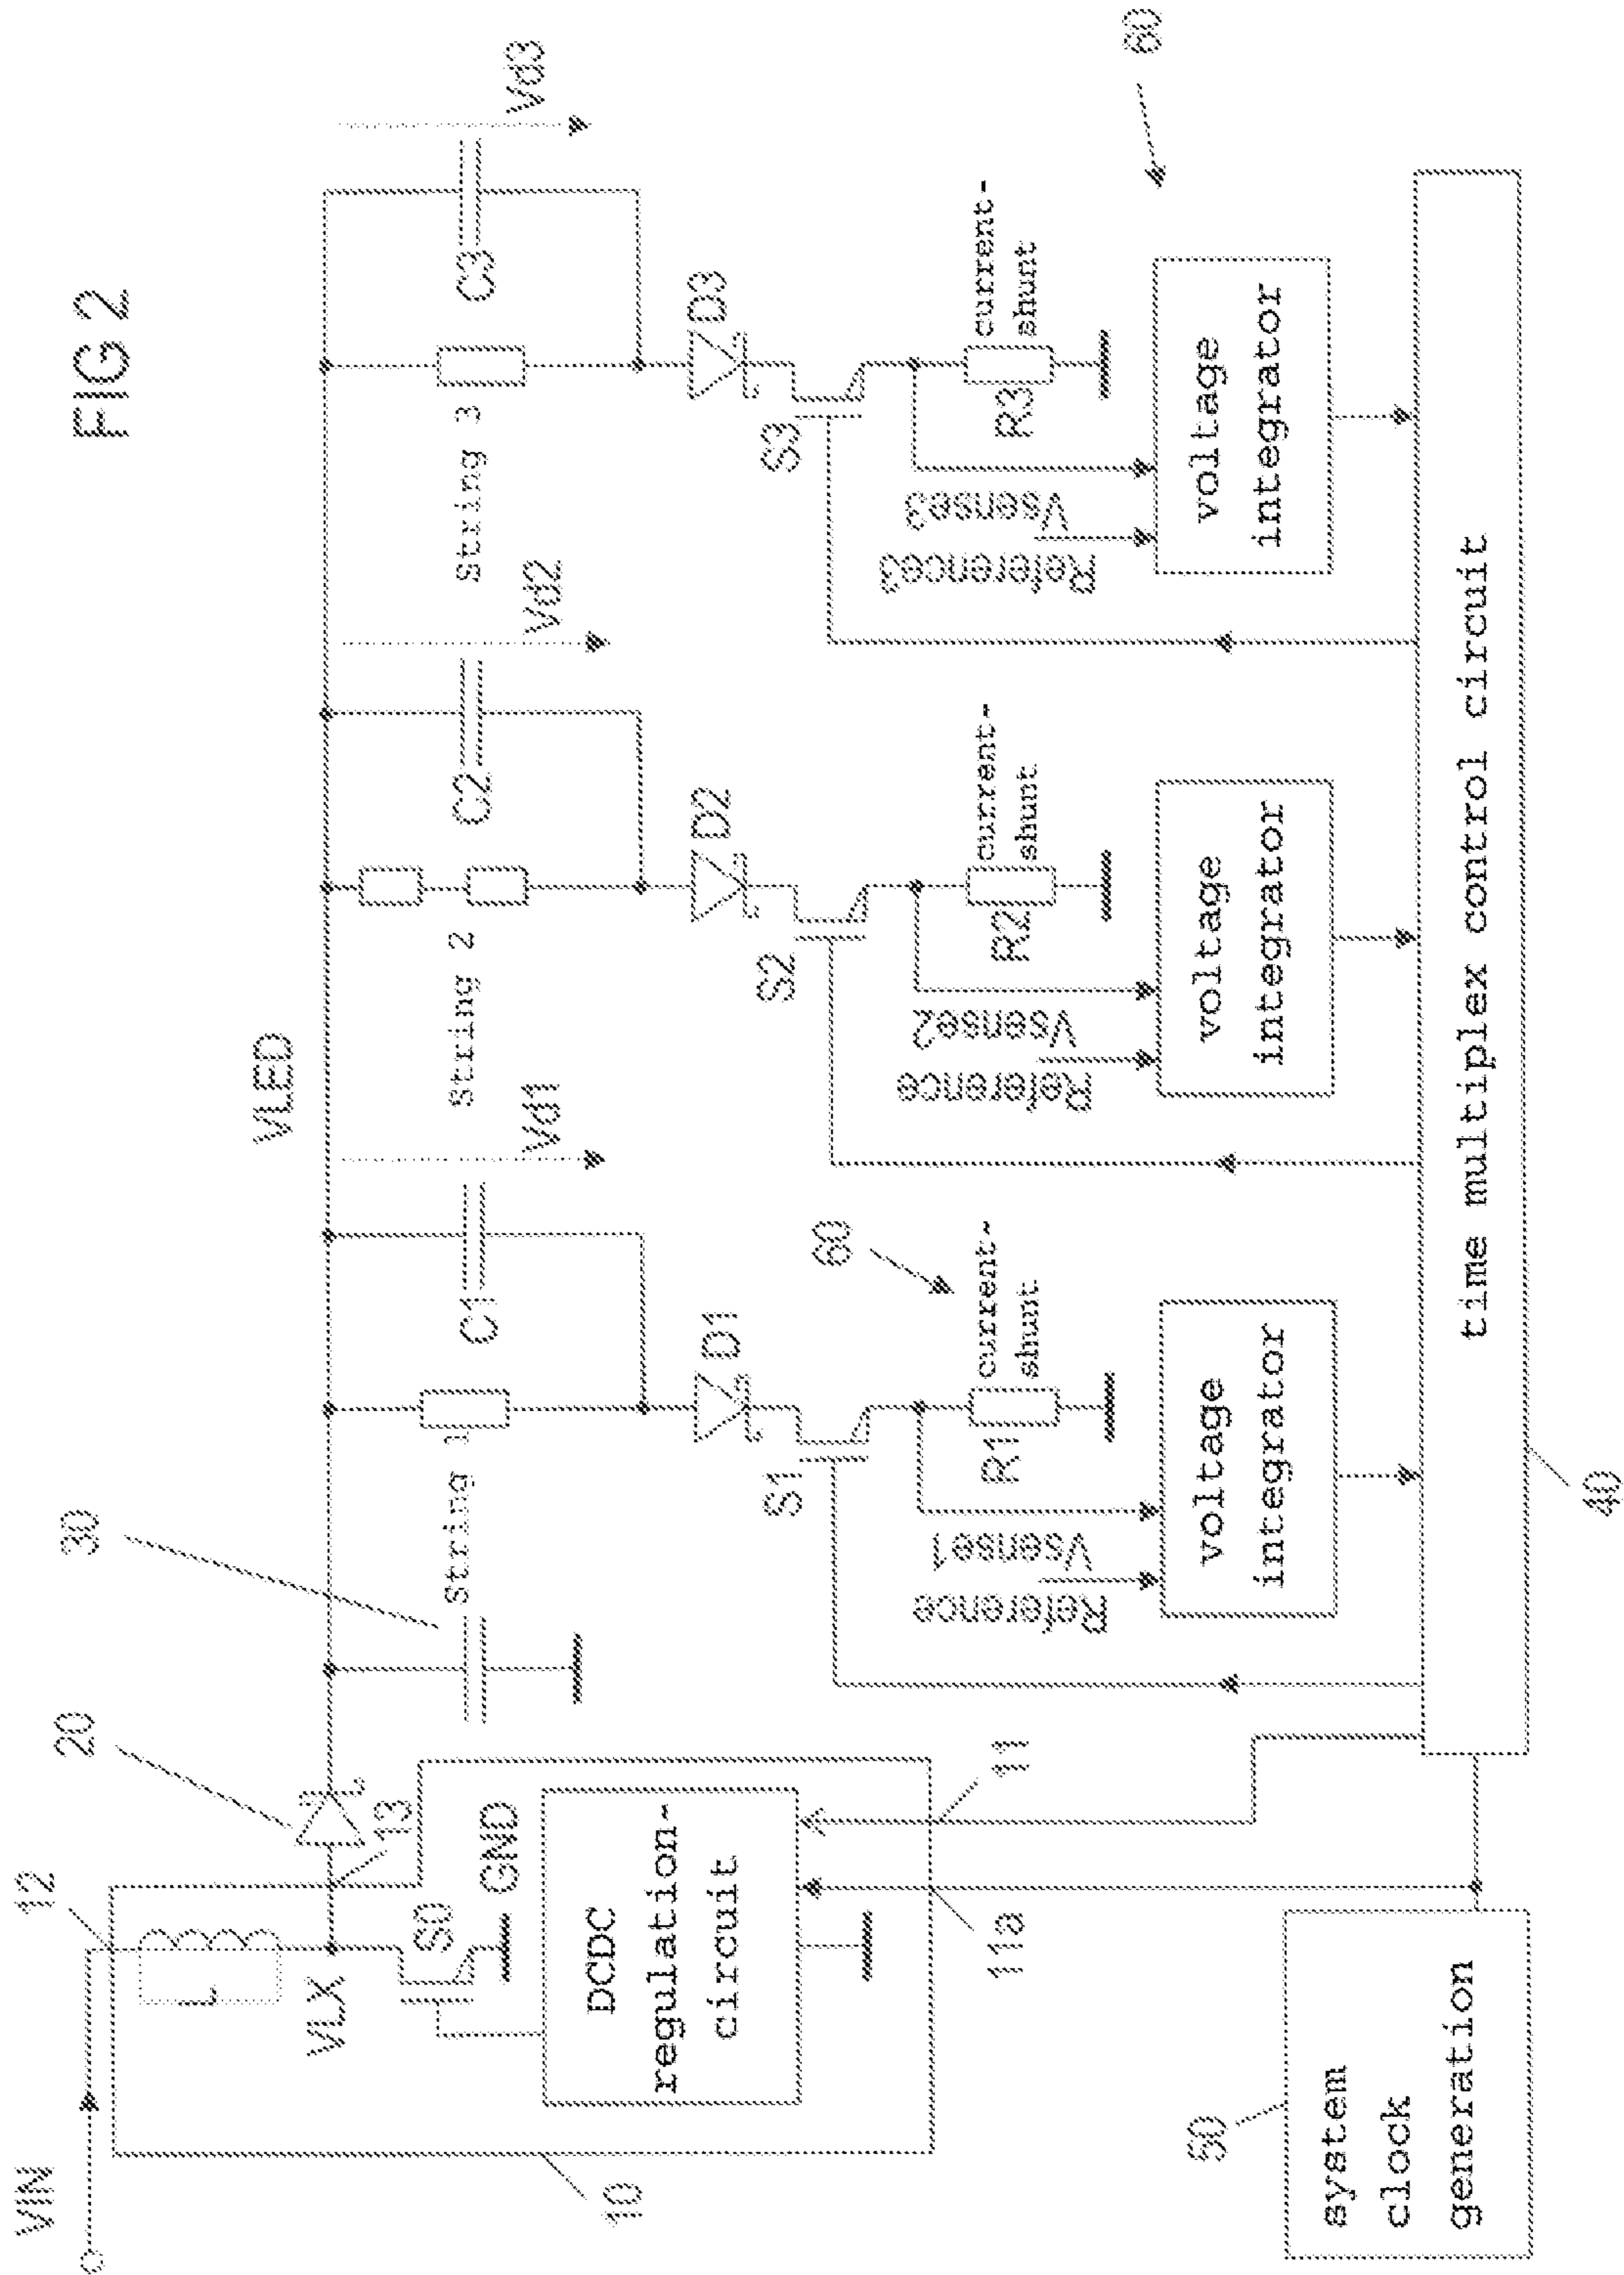 FIG 2
VIN
12
20
30
VLED
L
VLX
13
S0
GND
DCDC
regulation-
circuit
10
11
11a
String 1
C1
Vd1
String 2
C2
Vd2
String 3
C3
Vd3
D1
D2
D3
S1
S2
S3
60
60
R1
current-
shunt
R2
current-
shunt
R3
current-
shunt
Reference
Vsense1
Reference
Vsense2
Reference3
Vsense3
voltage
integrator
voltage
integrator
voltage
integrator
time multiplex control circuit
40
50
system
clock
generation